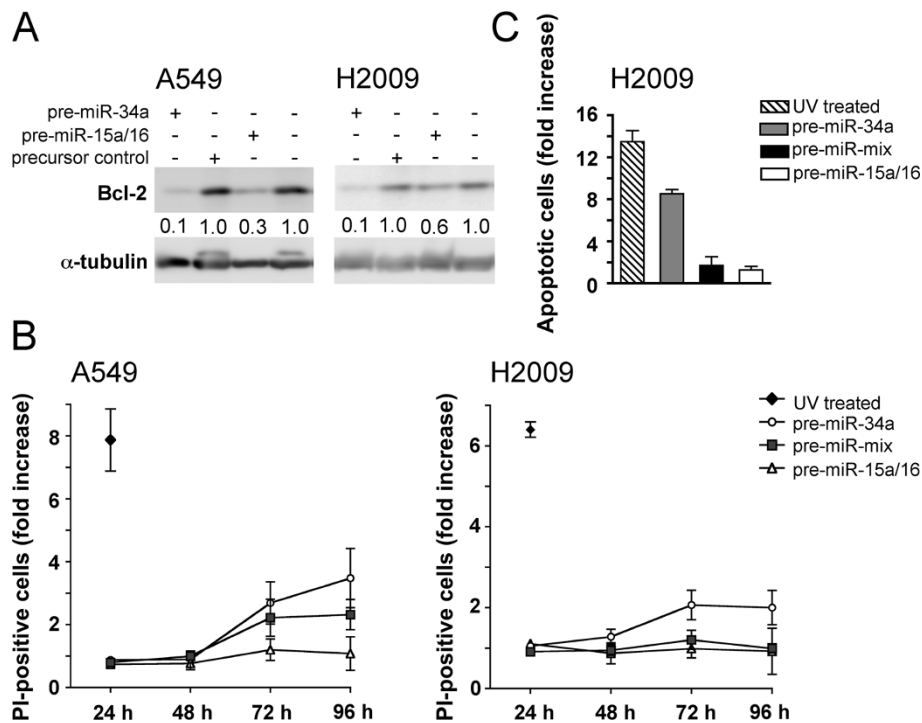 A
A549
H2009
pre-miR-34a + - - - + - - -
pre-miR-15a/16 - - + - - - + -
precursor control - + - - - + - -
Bcl-2
0.1 1.0 0.3 1.0 0.1 1.0 0.6 1.0
α-tubulin
C
H2009
Apoptotic cells (fold increase)
16
12
8
4
0
UV treated
pre-miR-34a
pre-miR-mix
pre-miR-15a/16
B
A549
PI-positive cells (fold increase)
8
6
4
2
0
24 h 48 h 72 h 96 h
H2009
PI-positive cells (fold increase)
6
4
2
0
24 h 48 h 72 h 96 h
UV treated
pre-miR-34a
pre-miR-mix
pre-miR-15a/16